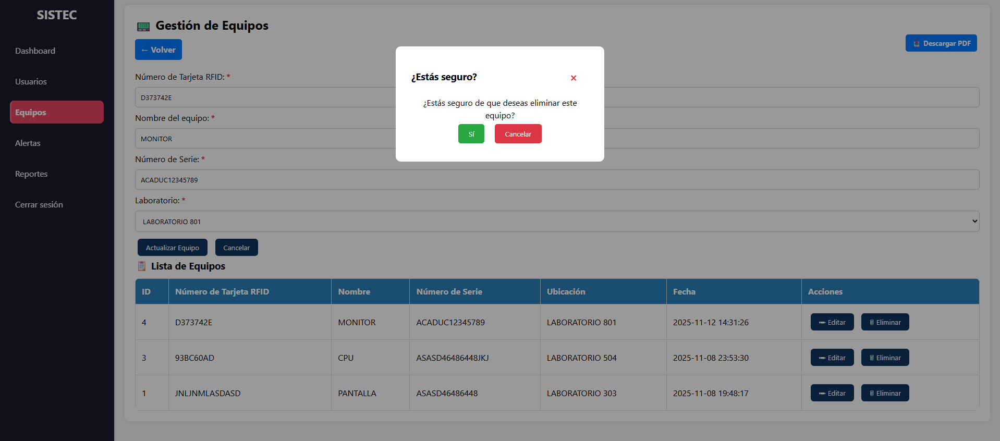 SISTEC
Dashboard
Usuarios
Equipos
Alertas
Reportes
Cerrar sesión
Gestión de Equipos
← Volver
Descargar PDF
Número de Tarjeta RFID: *
D373742E
Nombre del equipo: *
MONITOR
Número de Serie: *
ACADUC12345789
Laboratorio: *
LABORATORIO 801
Actualizar Equipo Cancelar
¿Estás seguro? ×
¿Estás seguro de que deseas eliminar este
equipo?
Sí Cancelar
Lista de Equipos
ID Número de Tarjeta RFID Nombre Número de Serie Ubicación Fecha Acciones
4 D373742E MONITOR ACADUC12345789 LABORATORIO 801 2025-11-12 14:31:26 Editar Eliminar
3 93BC60AD CPU ASASD46486448JKJ LABORATORIO 504 2025-11-08 23:53:30 Editar Eliminar
1 JNLJNMLASDASD PANTALLA ASASD46486448 LABORATORIO 303 2025-11-08 19:48:17 Editar Eliminar